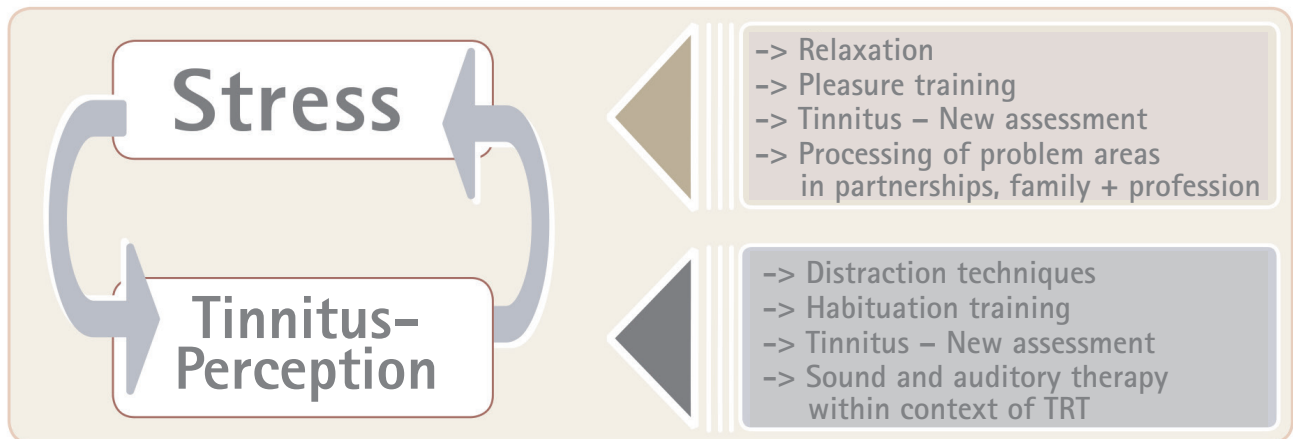 Stress
-> Relaxation
-> Pleasure training
-> Tinnitus – New assessment
-> Processing of problem areas
in partnerships, family + profession
Tinnitus-
Perception
-> Distraction techniques
-> Habituation training
-> Tinnitus – New assessment
-> Sound and auditory therapy
within context of TRT